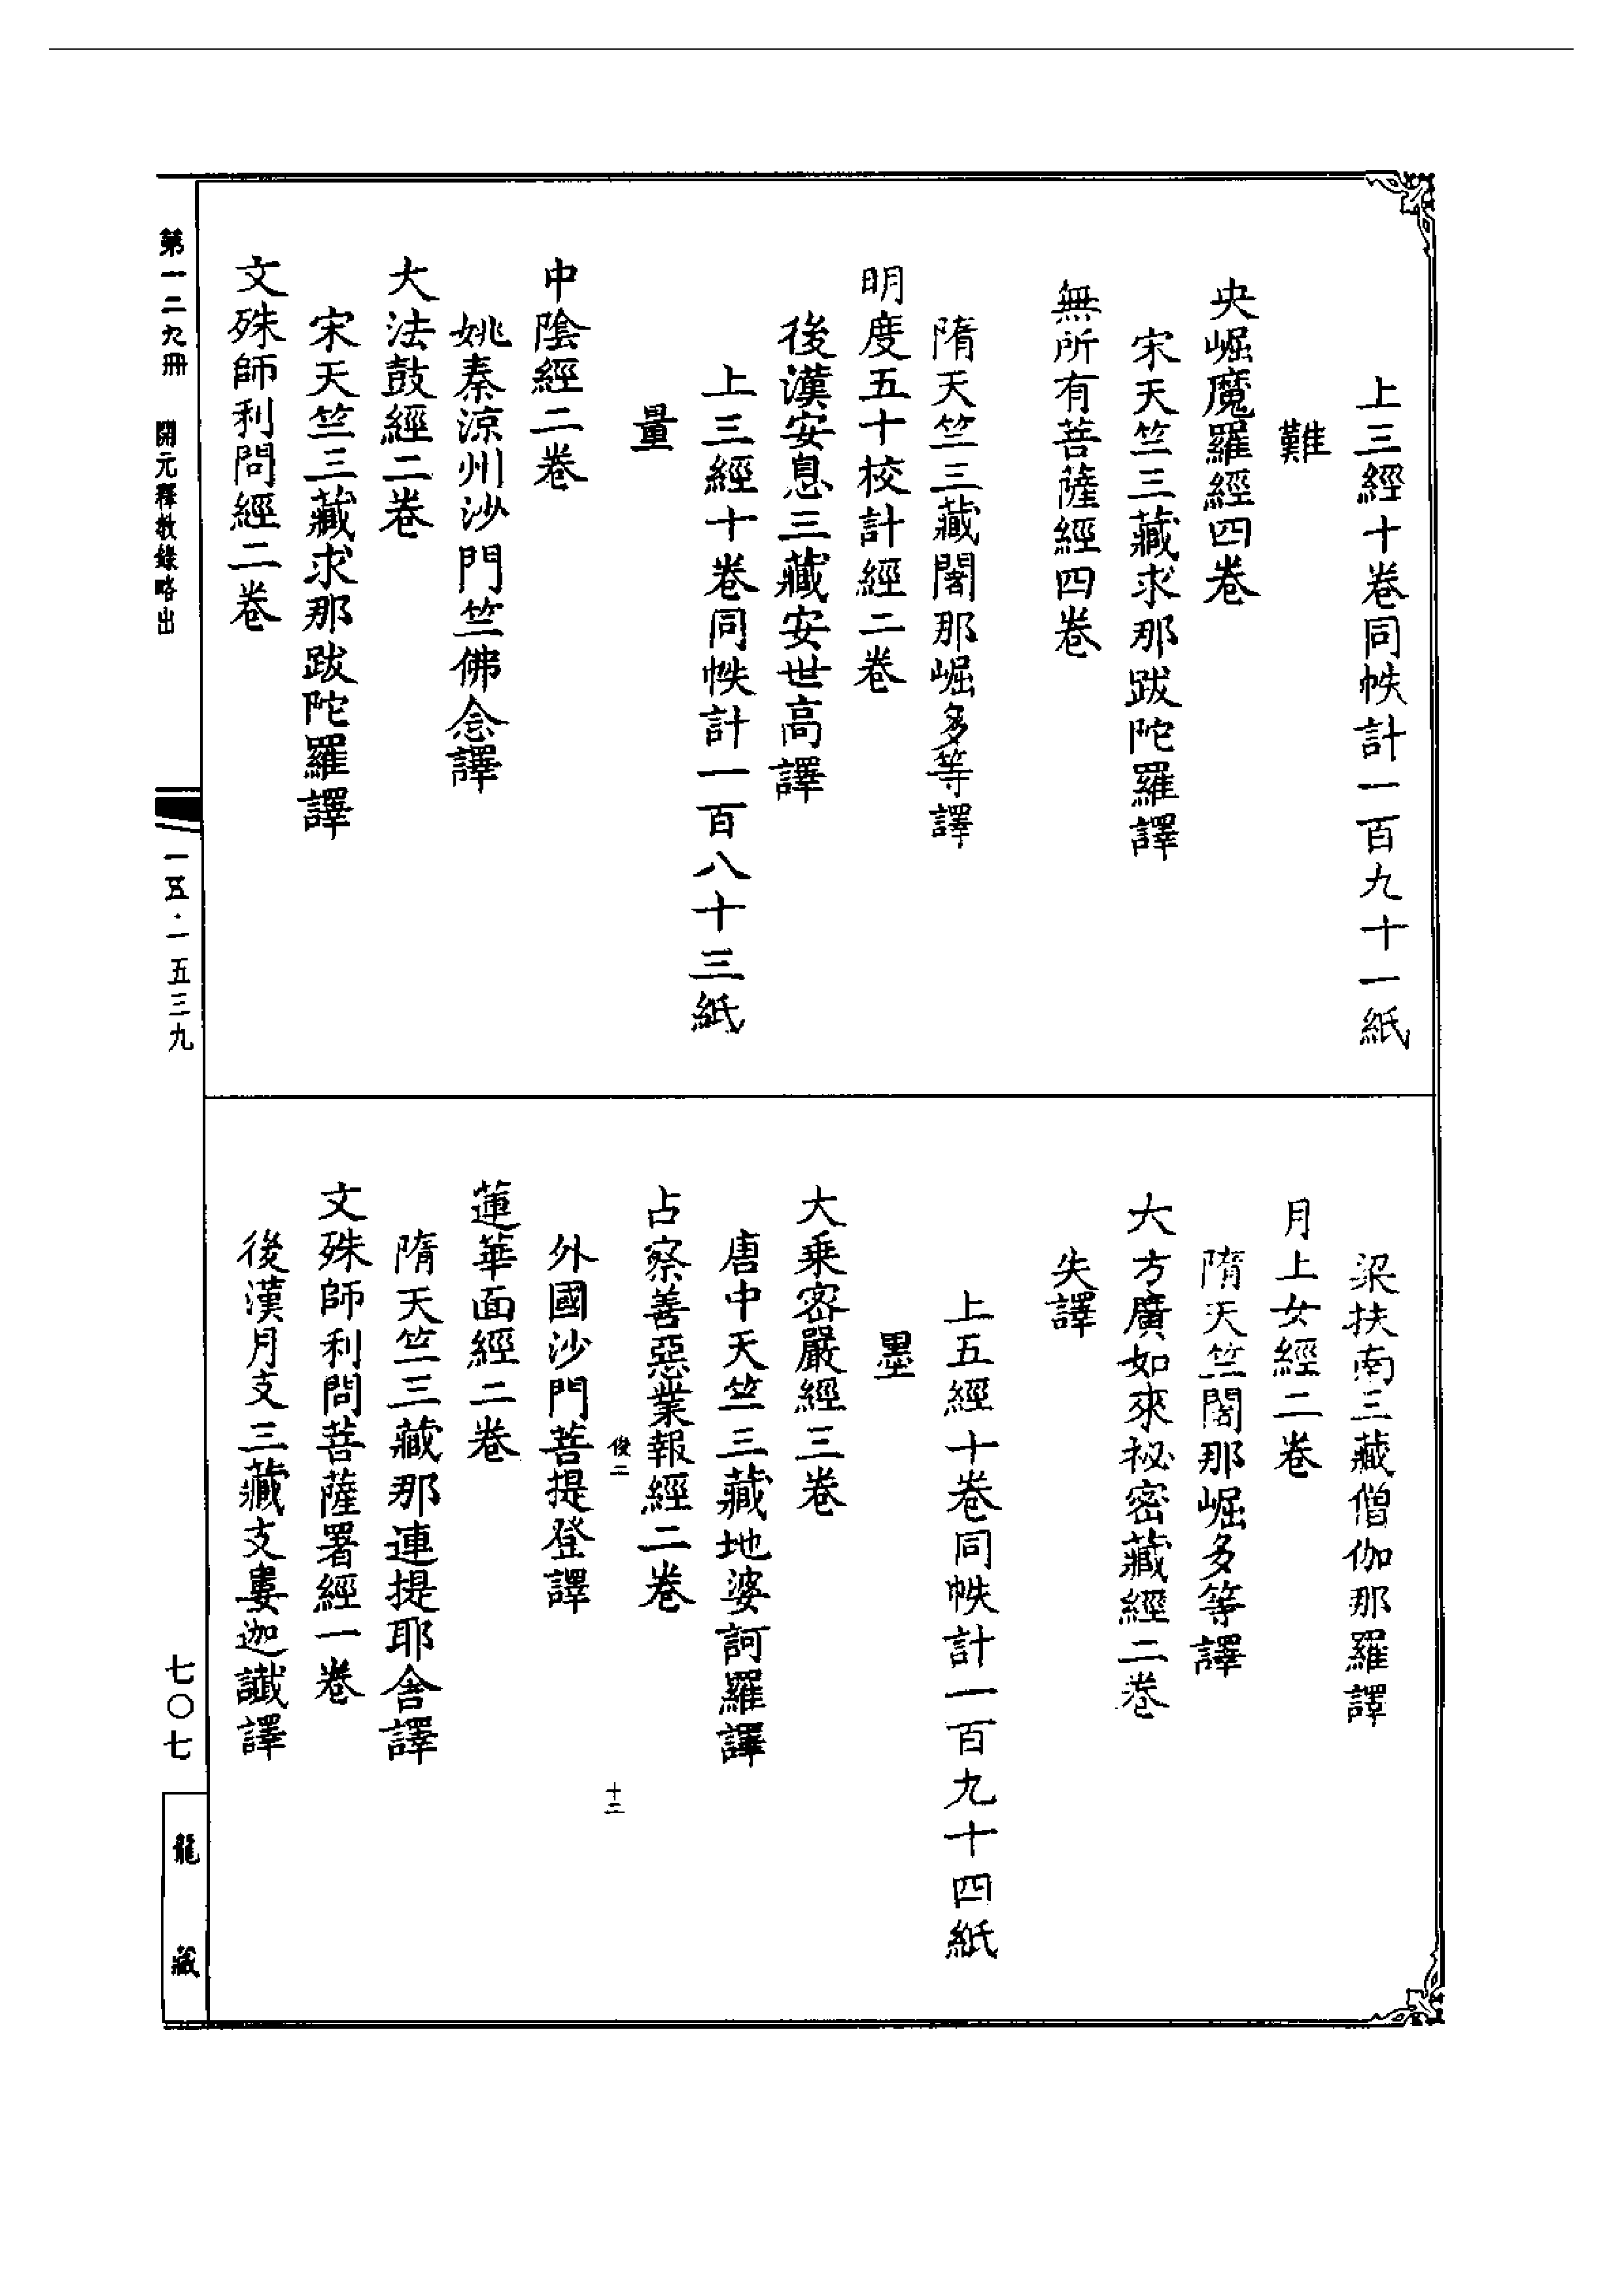 上三經十卷同帙計一百九十一紙
難
央崛魔羅經四卷
宋天竺三藏求那跋陀羅譯
無所有菩薩經四卷
隋天竺三藏闍那崛多等譯
明度五十校計經二卷
後漢安息三藏安世高譯
上三經十卷同帙計一百八十三紙
量
中陰經二卷
姚秦涼州沙門竺佛念譯
大法鼓經二卷
宋天竺三藏求那跋陀羅譯
文殊師利問經二卷
梁扶南三藏僧伽那羅譯
月上女經二卷
隋天竺闍那崛多等譯
大方廣如來祕密藏經二卷
失譯
上五經十卷同帙計一百九十四紙
墨
大乘密嚴經三卷
唐中天竺三藏地婆訶羅譯
占察善惡業報經二卷
俊二 十二
外國沙門菩提登譯
蓮華面經二卷
隋天竺三藏那連提耶舍譯
文殊師利問菩薩署經一卷
後漢月支三藏支婁迦讖譯
第一二九冊 開元釋教錄略出
一五·一五三九
七〇七
龍藏